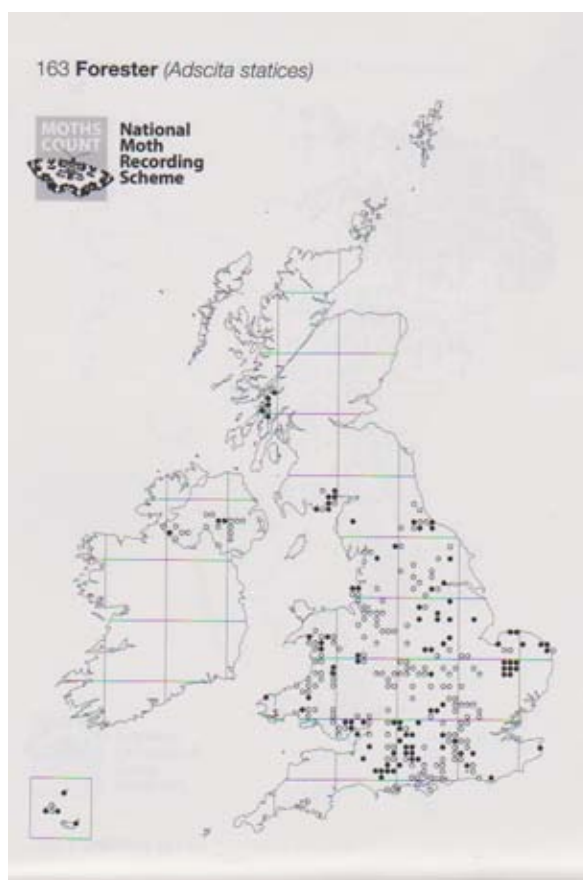 163 Forester (Adscita statices)
MOTHS
COUNT
National
Moth
Recording
Scheme